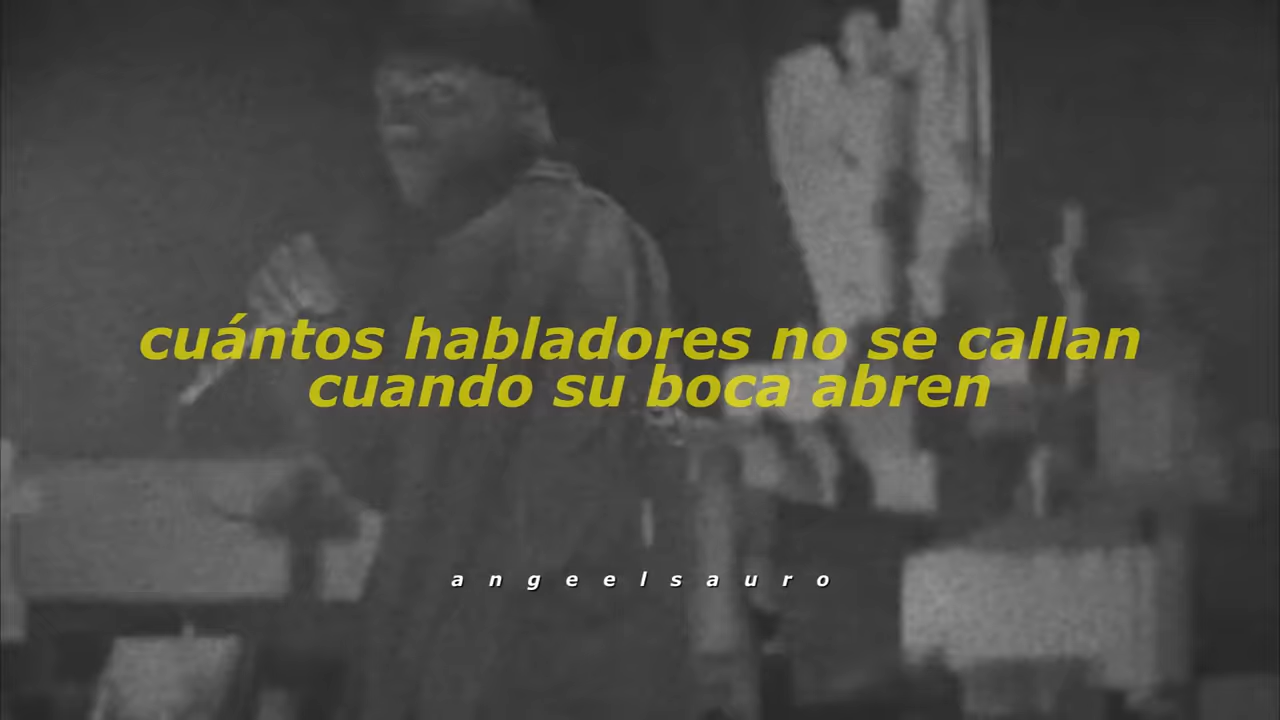 cuántos habladores no se callan
cuando su boca abren
a n g e e l s a u r o